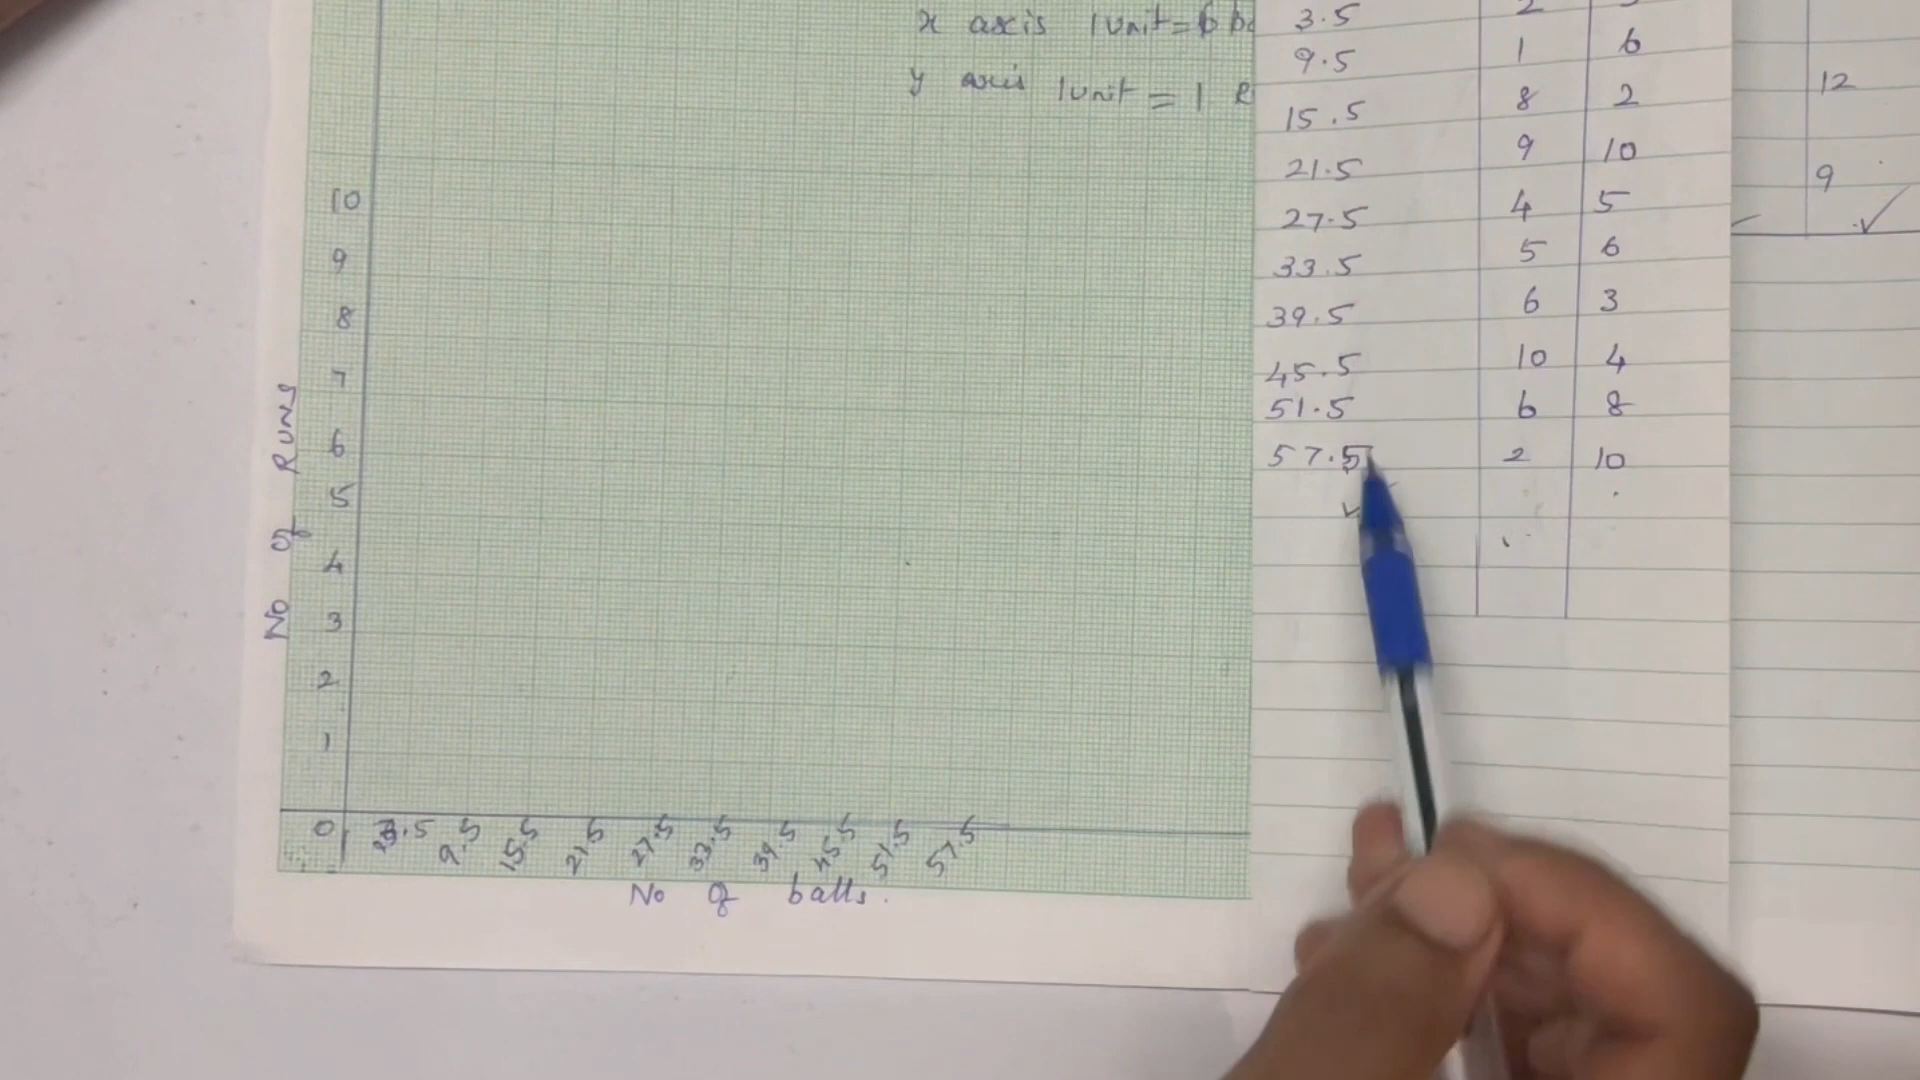 x axis 1unit = 6
y axis 1unit = 1 R
10
9
8
7
6
5
4
3
2
1
0
No of Runs
3.5 9.5 15.5 21.5 27.5 33.5 39.5 45.5 51.5 57.5
No of balls.
3.5 2
9.5 1 6
15.5 8 2
21.5 9 10
27.5 4 5
33.5 5 6
39.5 6 3
45.5 10 4
51.5 6 8
57.5 2 10
12
9